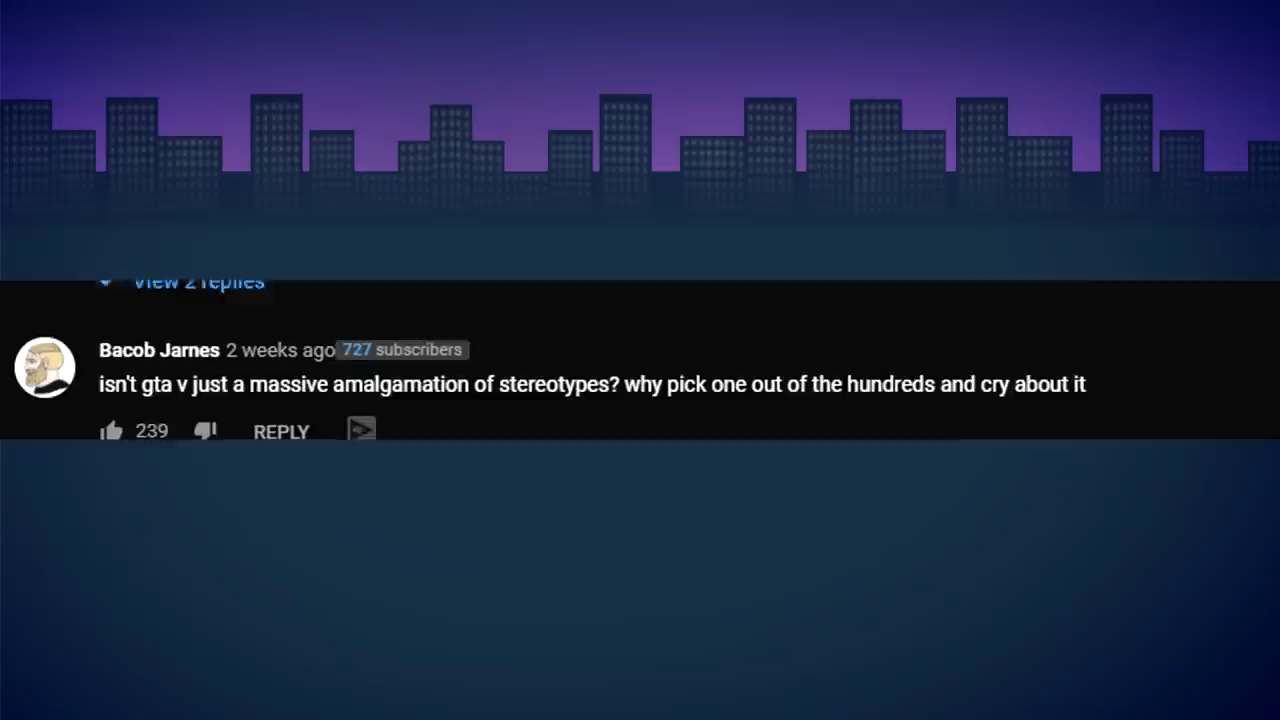 View 2 replies
Bacob Jarnes 2 weeks ago 727 subscribers
isn't gta v just a massive amalgamation of stereotypes? why pick one out of the hundreds and cry about it
239 REPLY